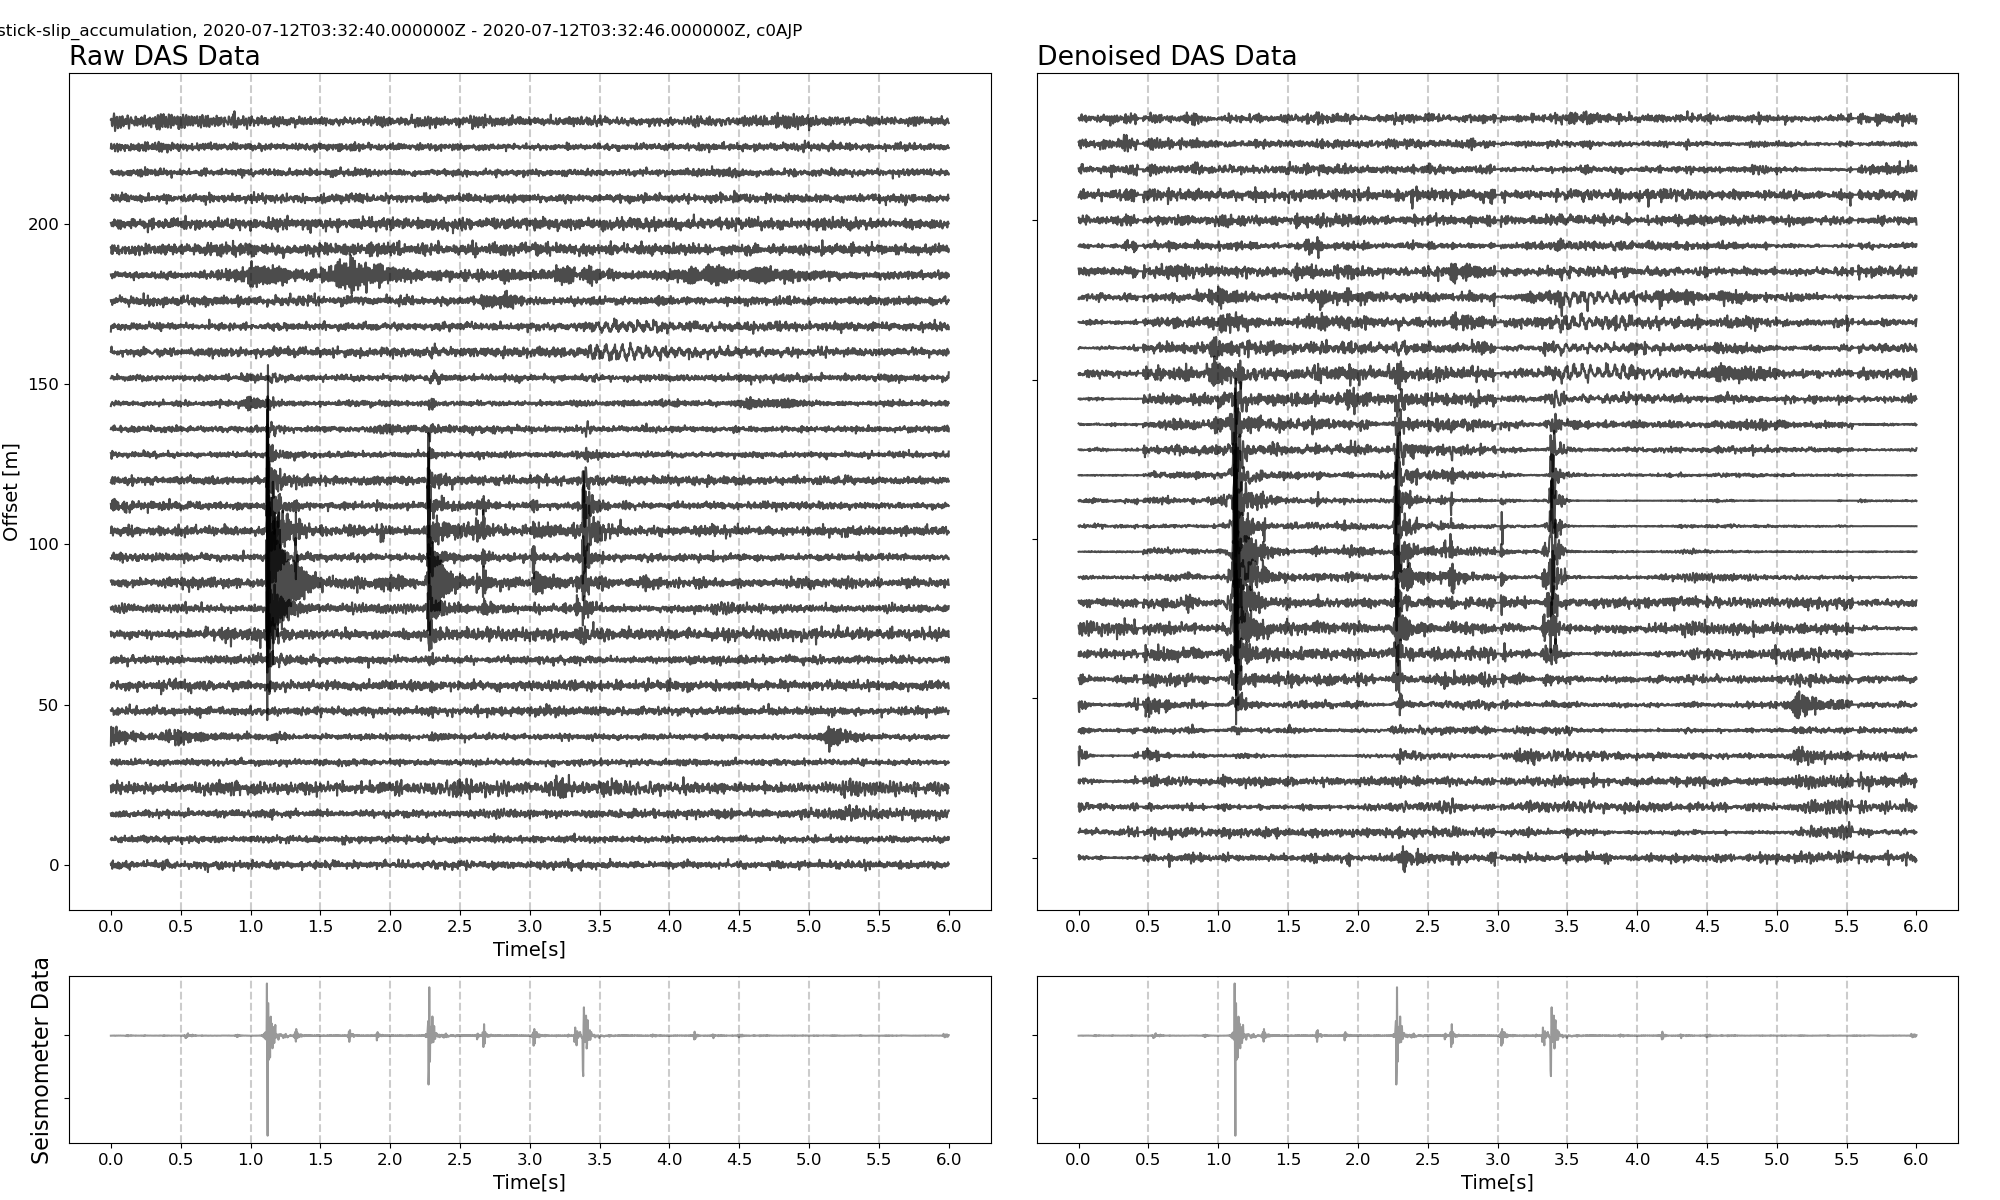 stick-slip_accumulation, 2020-07-12T03:32:40.000000Z - 2020-07-12T03:32:46.000000Z, c0AJP
Raw DAS Data
Denoised DAS Data
Offset [m]
200
150
100
50
0
0.0 0.5 1.0 1.5 2.0 2.5 3.0 3.5 4.0 4.5 5.0 5.5 6.0
Time[s]
0.0 0.5 1.0 1.5 2.0 2.5 3.0 3.5 4.0 4.5 5.0 5.5 6.0
Seismometer Data
0.0 0.5 1.0 1.5 2.0 2.5 3.0 3.5 4.0 4.5 5.0 5.5 6.0
Time[s]
0.0 0.5 1.0 1.5 2.0 2.5 3.0 3.5 4.0 4.5 5.0 5.5 6.0
Time[s]